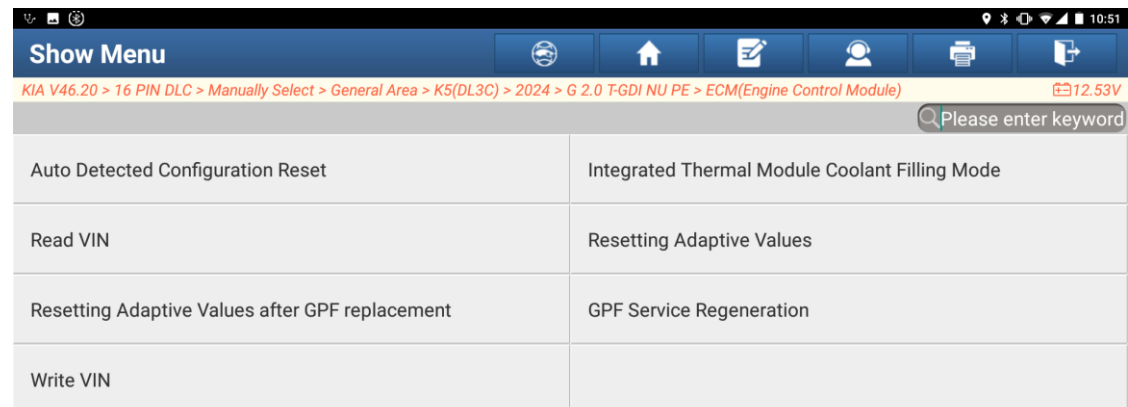 10:51
Show Menu
KIA V46.20 > 16 PIN DLC > Manually Select > General Area > K5(DL3C) > 2024 > G 2.0 T-GDI NU PE > ECM(Engine Control Module)
12.53V
Please enter keyword
Auto Detected Configuration Reset
Integrated Thermal Module Coolant Filling Mode
Read VIN
Resetting Adaptive Values
Resetting Adaptive Values after GPF replacement
GPF Service Regeneration
Write VIN